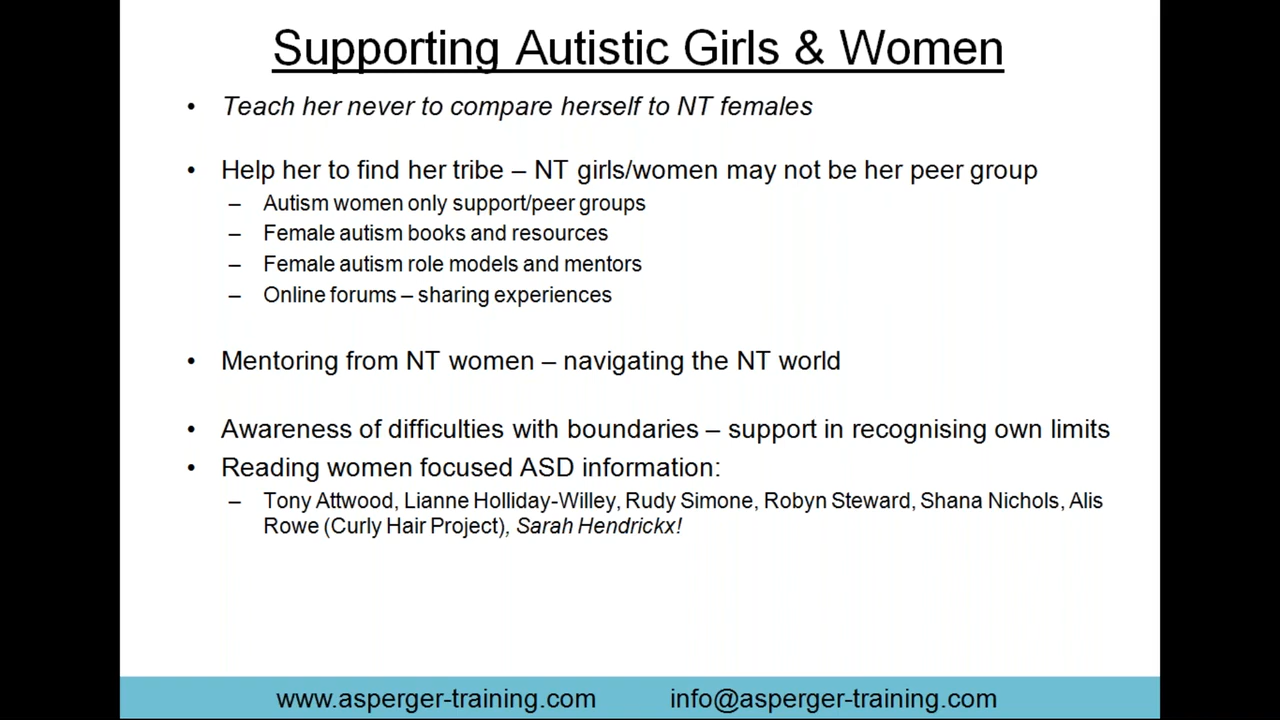 Supporting Autistic Girls & Women
• Teach her never to compare herself to NT females
• Help her to find her tribe – NT girls/women may not be her peer group
– Autism women only support/peer groups
– Female autism books and resources
– Female autism role models and mentors
– Online forums – sharing experiences
• Mentoring from NT women – navigating the NT world
• Awareness of difficulties with boundaries – support in recognising own limits
• Reading women focused ASD information:
– Tony Attwood, Lianne Holliday-Willey, Rudy Simone, Robyn Steward, Shana Nichols, Alis
Rowe (Curly Hair Project), Sarah Hendrickx!
www.asperger-training.com info@asperger-training.com